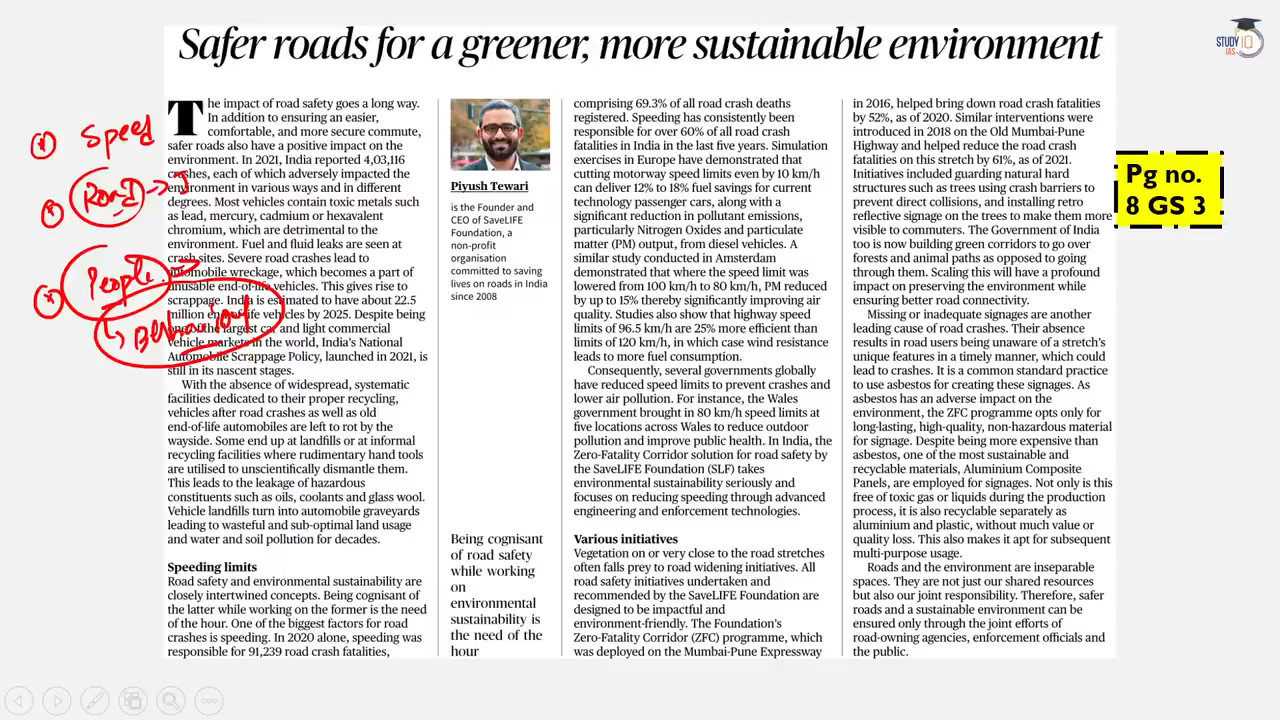 Safer roads for a greener, more sustainable environment
STUDY IQ
IAS
The impact of road safety goes a long way.
In addition to ensuring an easier,
comfortable, and more secure commute,
safer roads also have a positive impact on the
environment. In 2021, India reported 4,03,116
crashes, each of which adversely impacted the
environment in various ways and in different
degrees. Most vehicles contain toxic metals such
as lead, mercury, cadmium or hexavalent
chromium, which are detrimental to the
environment. Fuel and fluid leaks are seen at
crash sites. Severe road crashes lead to
automobile wreckage, which becomes a part of
unusable end-of-life vehicles. This gives rise to
scrappage. India is estimated to have about 22.5
million end-of-life vehicles by 2025. Despite being
one of the largest car and light commercial
vehicle markets in the world, India's National
Automobile Scrappage Policy, launched in 2021, is
still in its nascent stages.
With the absence of widespread, systematic
facilities dedicated to their proper recycling,
vehicles after road crashes as well as old
end-of-life automobiles are left to rot by the
wayside. Some end up at landfills or at informal
recycling facilities where rudimentary hand tools
are utilised to unscientifically dismantle them.
This leads to the leakage of hazardous
constituents such as oils, coolants and glass wool.
Vehicle landfills turn into automobile graveyards
leading to wasteful and sub-optimal land usage
and water and soil pollution for decades.
Speeding limits
Road safety and environmental sustainability are
closely intertwined concepts. Being cognisant of
the latter while working on the former is the need
of the hour. One of the biggest factors for road
crashes is speeding. In 2020 alone, speeding was
responsible for 91,239 road crash fatalities,
Speed
Road
People
Behaviour
Piyush Tewari
is the Founder and
CEO of SaveLIFE
Foundation, a
non-profit
organisation
committed to saving
lives on roads in India
since 2008
Being cognisant
of road safety
while working
on
environmental
sustainability is
the need of the
hour
comprising 69.3% of all road crash deaths
registered. Speeding has consistently been
responsible for over 60% of all road crash
fatalities in India in the last five years. Simulation
exercises in Europe have demonstrated that
cutting motorway speed limits even by 10 km/h
can deliver 12% to 18% fuel savings for current
technology passenger cars, along with a
significant reduction in pollutant emissions,
particularly Nitrogen Oxides and particulate
matter (PM) output, from diesel vehicles. A
similar study conducted in Amsterdam
demonstrated that where the speed limit was
lowered from 100 km/h to 80 km/h, PM reduced
by up to 15% thereby significantly improving air
quality. Studies also show that highway speed
limits of 96.5 km/h are 25% more efficient than
limits of 120 km/h, in which case wind resistance
leads to more fuel consumption.
Consequently, several governments globally
have reduced speed limits to prevent crashes and
lower air pollution. For instance, the Wales
government brought in 80 km/h speed limits at
five locations across Wales to reduce outdoor
pollution and improve public health. In India, the
Zero-Fatality Corridor solution for road safety by
the SaveLIFE Foundation (SLF) takes
environmental sustainability seriously and
focuses on reducing speeding through advanced
engineering and enforcement technologies.
Various initiatives
Vegetation on or very close to the road stretches
often falls prey to road widening initiatives. All
road safety initiatives undertaken and
recommended by the SaveLIFE Foundation are
designed to be impactful and
environment-friendly. The Foundation's
Zero-Fatality Corridor (ZFC) programme, which
was deployed on the Mumbai-Pune Expressway
in 2016, helped bring down road crash fatalities
by 52%, as of 2020. Similar interventions were
introduced in 2018 on the Old Mumbai-Pune
Highway and helped reduce the road crash
fatalities on this stretch by 61%, as of 2021.
Initiatives included guarding natural hard
structures such as trees using crash barriers to
prevent direct collisions, and installing retro
reflective signage on the trees to make them more
visible to commuters. The Government of India
too is now building green corridors to go over
forests and animal paths as opposed to going
through them. Scaling this will have a profound
impact on preserving the environment while
ensuring better road connectivity.
Missing or inadequate signages are another
leading cause of road crashes. Their absence
results in road users being unaware of a stretch's
unique features in a timely manner, which could
lead to crashes. It is a common standard practice
to use asbestos for creating these signages. As
asbestos has an adverse impact on the
environment, the ZFC programme opts only for
long-lasting, high-quality, non-hazardous material
for signage. Despite being more expensive than
asbestos, one of the most sustainable and
recyclable materials, Aluminium Composite
Panels, are employed for signages. Not only is this
free of toxic gas or liquids during the production
process, it is also recyclable separately as
aluminium and plastic, without much value or
quality loss. This also makes it apt for subsequent
multi-purpose usage.
Roads and the environment are inseparable
spaces. They are not just our shared resources
but also our joint responsibility. Therefore, safer
roads and a sustainable environment can be
ensured only through the joint efforts of
road-owning agencies, enforcement officials and
the public.
Pg no.
8 GS 3